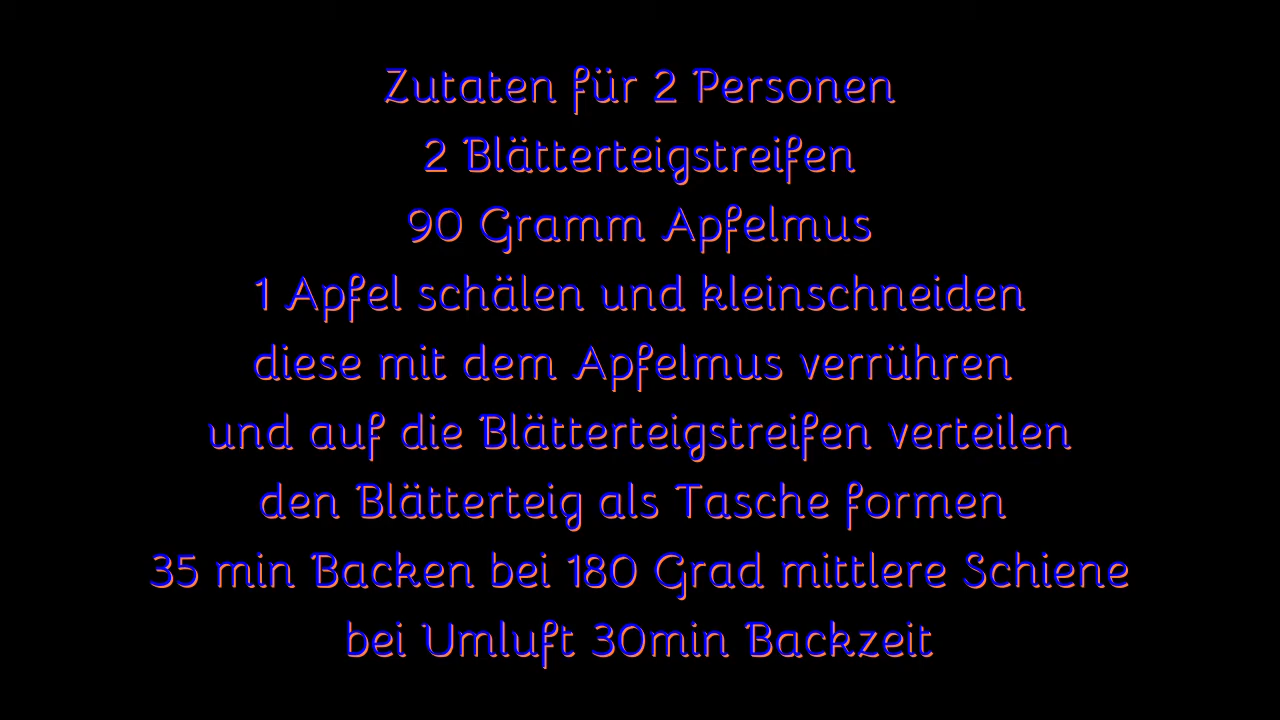 Zutaten für 2 Personen
2 Blätterteigstreifen
90 Gramm Apfelmus
1 Apfel schälen und kleinschneiden
diese mit dem Apfelmus verrühren
und auf die Blätterteigstreifen verteilen
den Blätterteig als Tasche formen
35 min Backen bei 180 Grad mittlere Schiene
bei Umluft 30min Backzeit